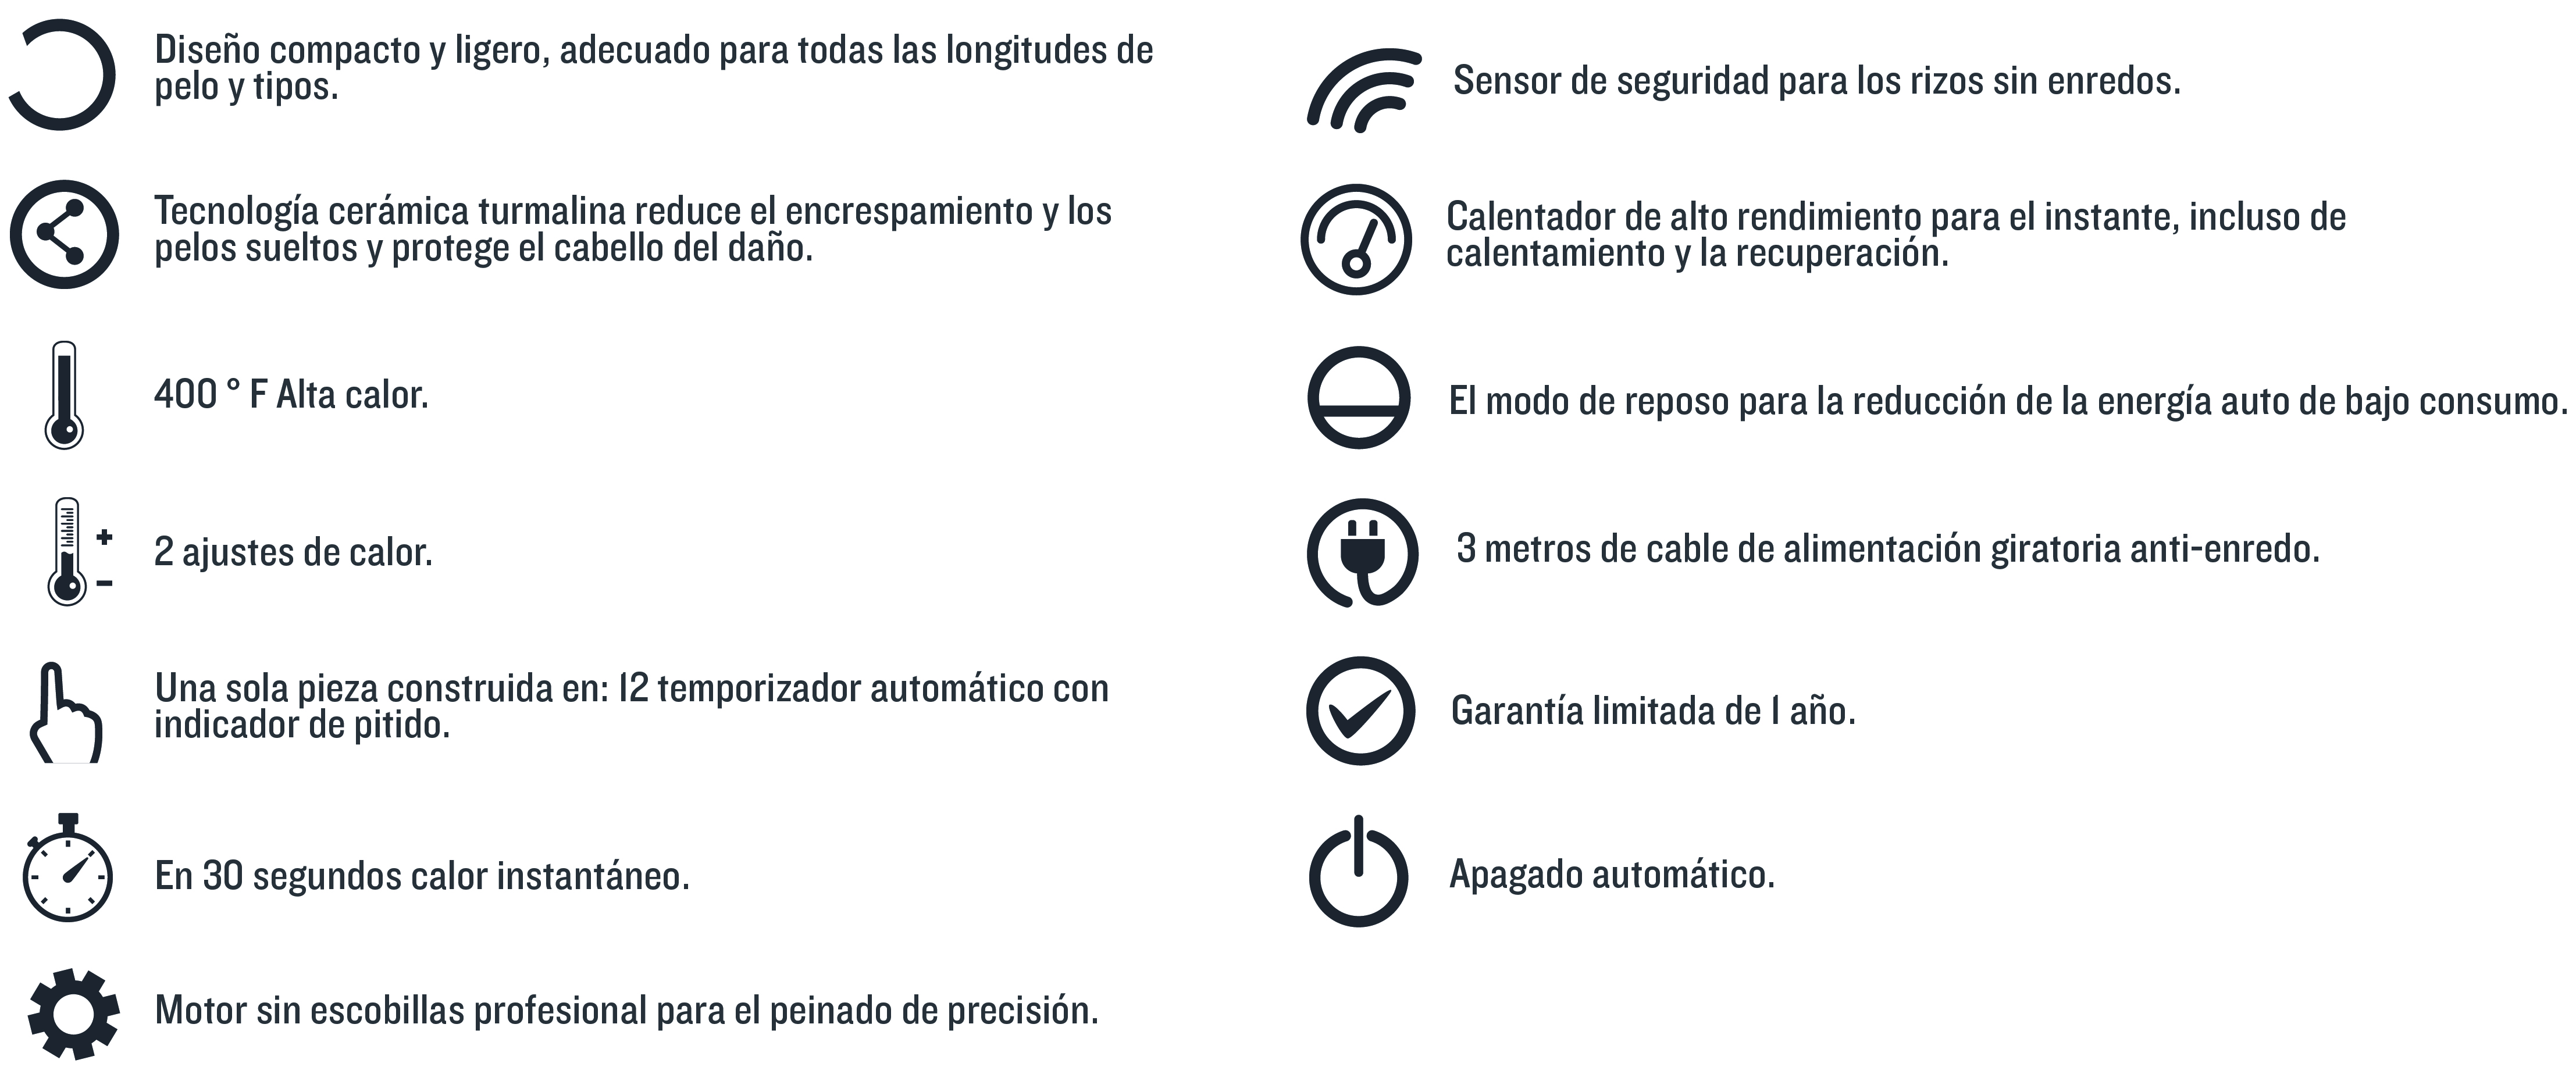 Diseño compacto y ligero, adecuado para todas las longitudes de
pelo y tipos.
Tecnología cerámica turmalina reduce el encrespamiento y los
pelos sueltos y protege el cabello del daño.
400 ° F Alta calor.
2 ajustes de calor.
Una sola pieza construida en: 12 temporizador automático con
indicador de pitido.
En 30 segundos calor instantáneo.
Motor sin escobillas profesional para el peinado de precisión.
Sensor de seguridad para los rizos sin enredos.
Calentador de alto rendimiento para el instante, incluso de
calentamiento y la recuperación.
El modo de reposo para la reducción de la energía auto de bajo consumo.
3 metros de cable de alimentación giratoria anti-enredo.
Garantía limitada de 1 año.
Apagado automático.